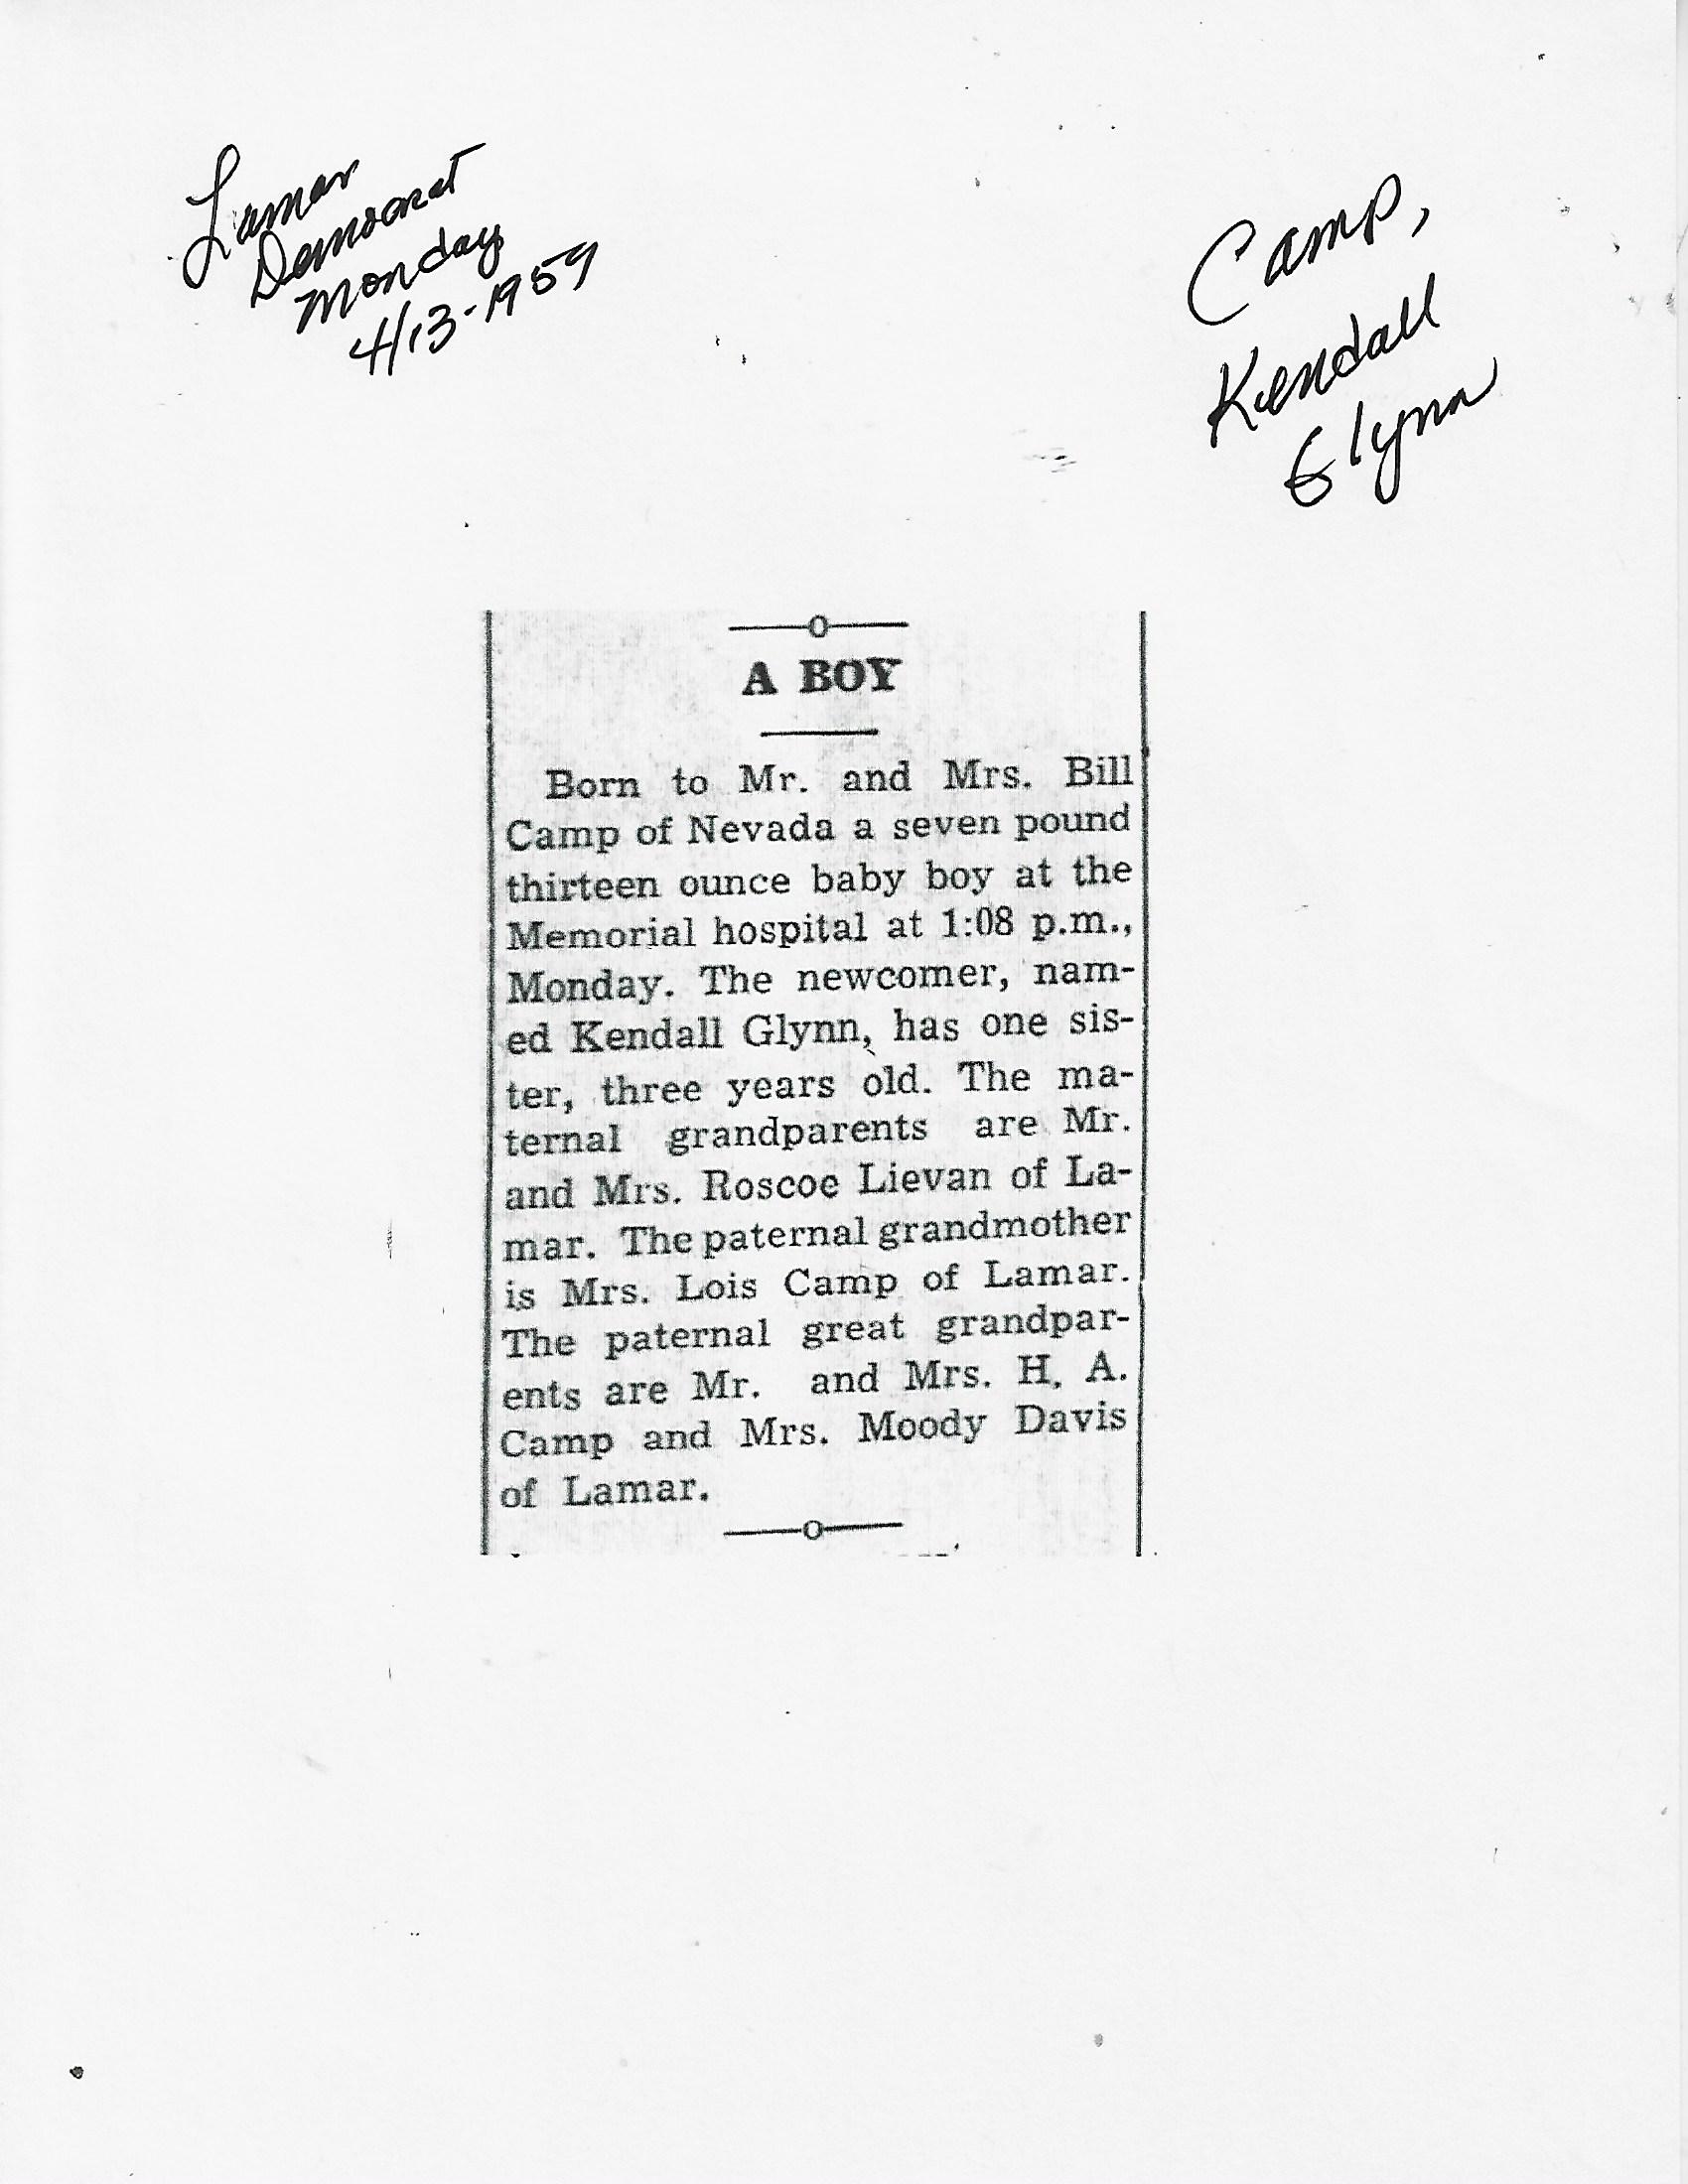 Lamar
Democrat
Monday
4/13-1959
Camp,
Kendall
Glynn
A BOY
Born to Mr. and Mrs. Bill
Camp of Nevada a seven pound
thirteen ounce baby boy at the
Memorial hospital at 1:08 p.m.,
Monday. The newcomer, nam-
ed Kendall Glynn, has one sis-
ter, three years old. The ma-
ternal grandparents are Mr.
and Mrs. Roscoe Lievan of La-
mar. The paternal grandmother
is Mrs. Lois Camp of Lamar.
The paternal great grandpar-
ents are Mr. and Mrs. H. A.
Camp and Mrs. Moody Davis
of Lamar.